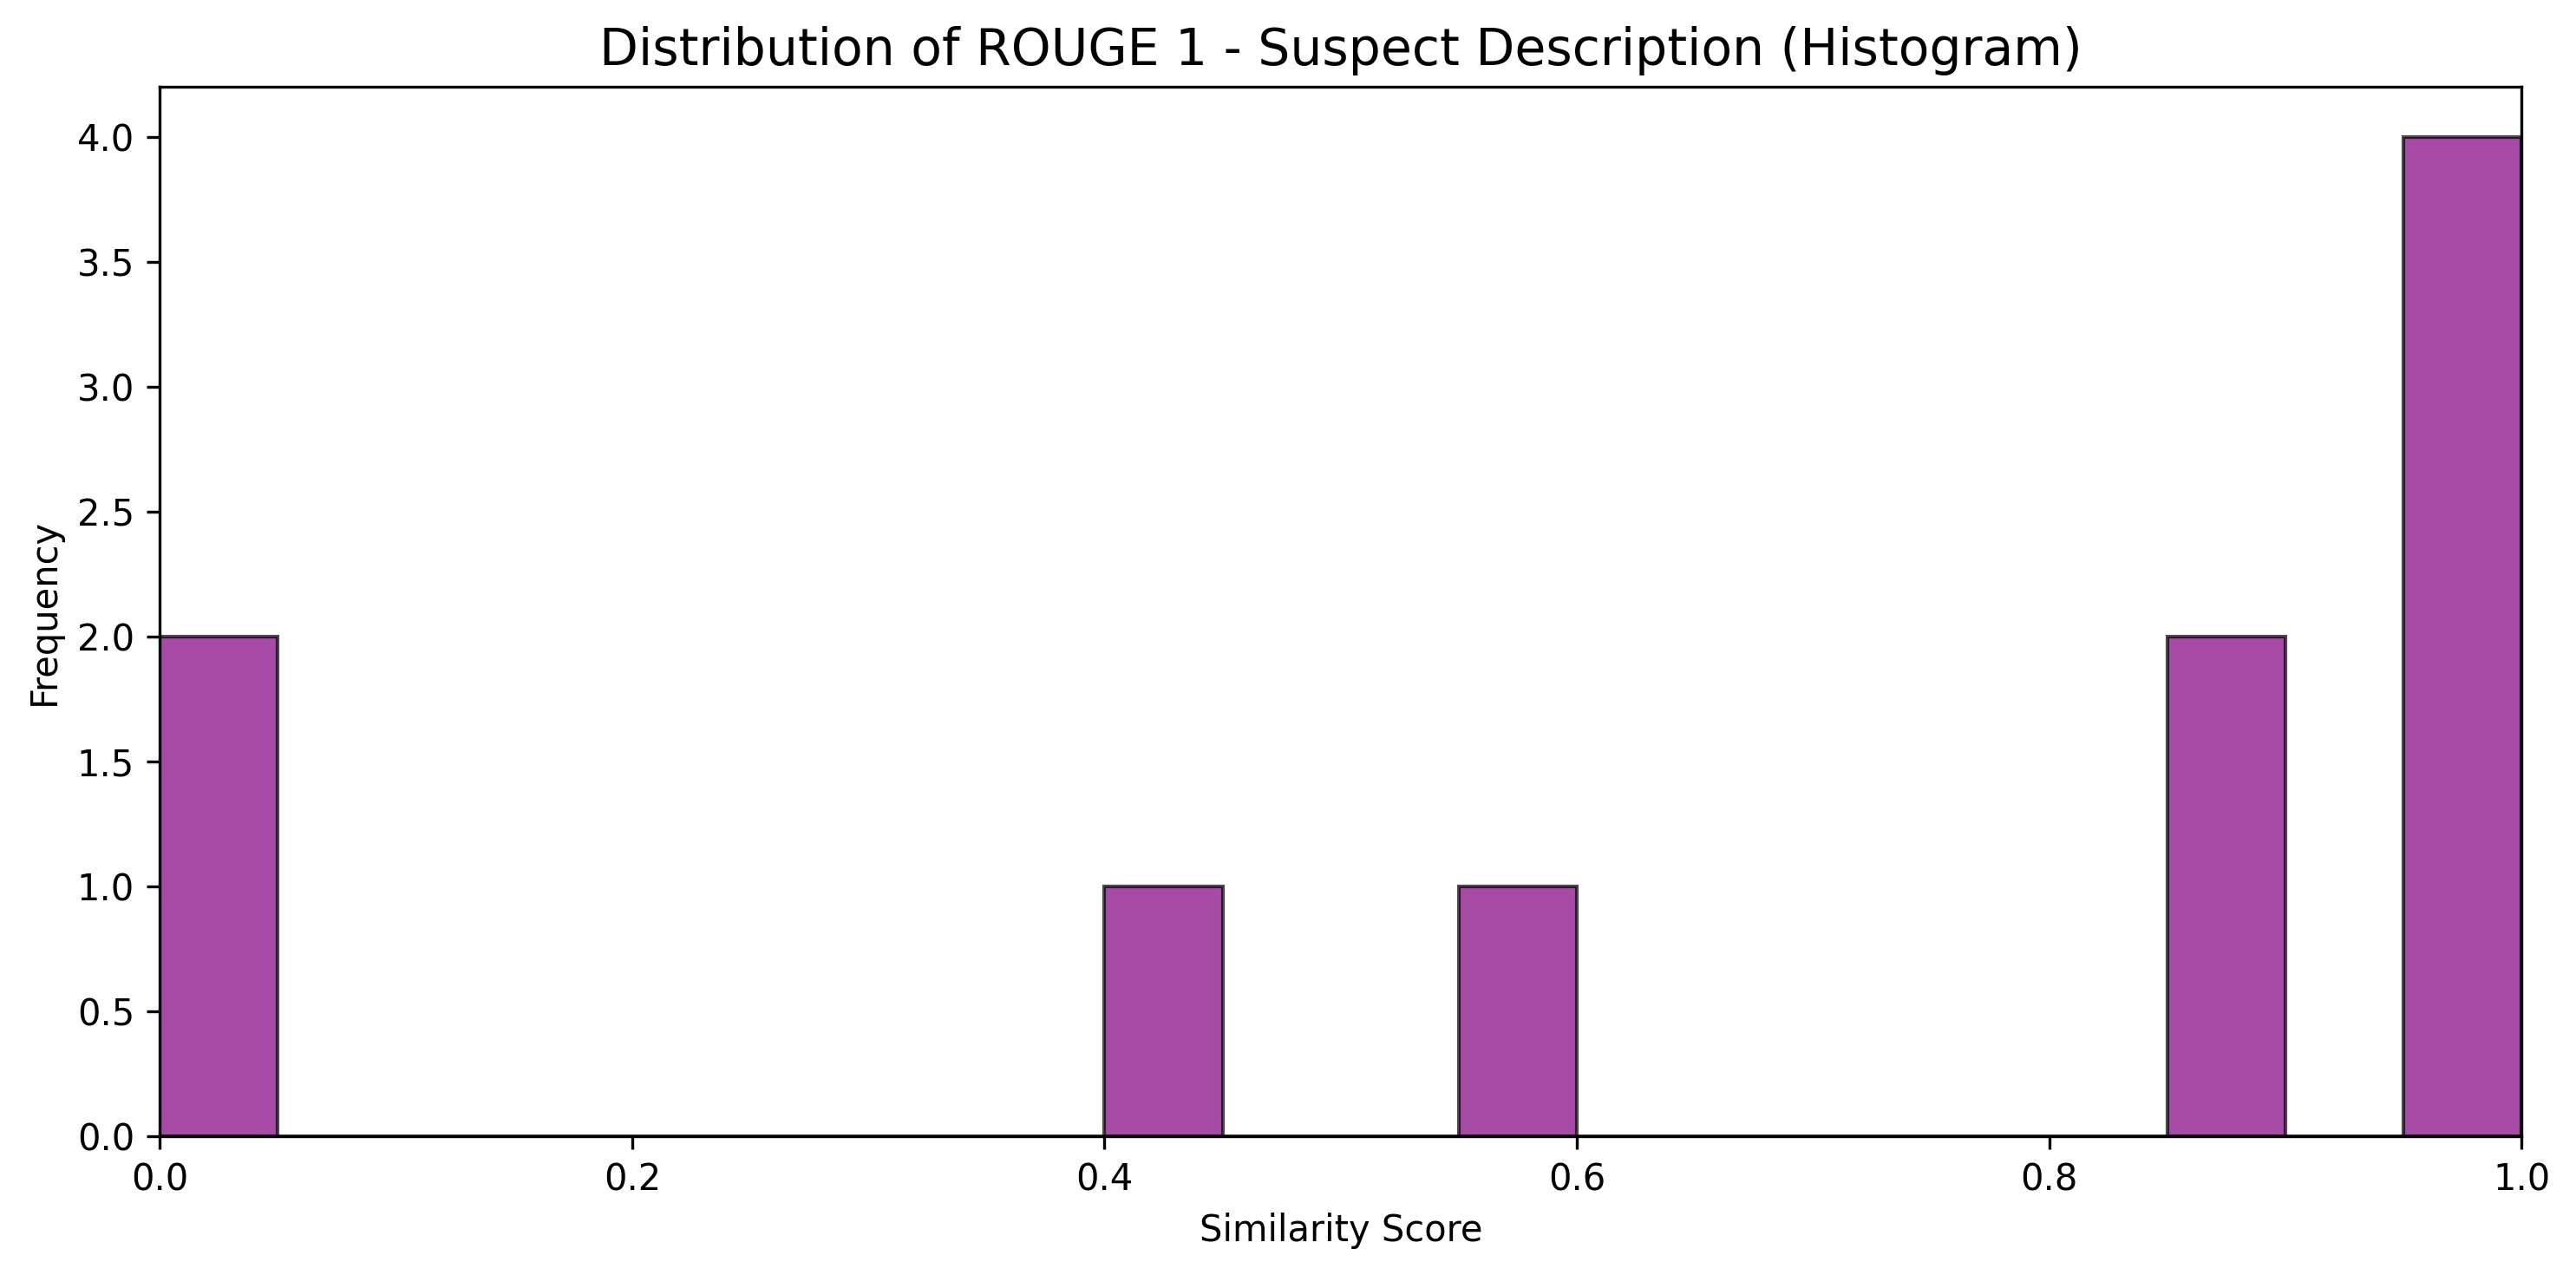 Distribution of ROUGE 1 - Suspect Description (Histogram)
Frequency
4.0
3.5
3.0
2.5
2.0
1.5
1.0
0.5
0.0
0.0 0.2 0.4 0.6 0.8 1.0
Similarity Score